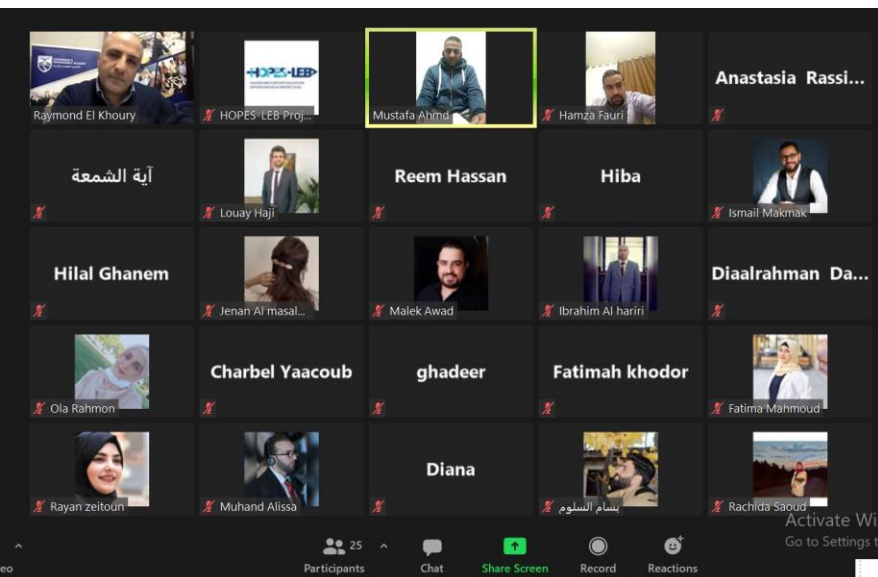 Raymond El Khoury
HOPES-LEB
HOPES-LEB Proj...
Mustafa Ahmd
Hamza Fauri
Anastasia Rassi...
آية الشمعة
Louay Haji
Reem Hassan
Hiba
Ismail Makmak
Hilal Ghanem
Jenan Al masal...
Malek Awad
Ibrahim Al hariri
Diaalrahman Da...
Ola Rahmon
Charbel Yaacoub
ghadeer
Fatimah khodor
Fatima Mahmoud
Rayan zeitoun
Muhand Alissa
Diana
بسام السلوم
Rachida Saoud
Activate Wi
Go to Settings t
eo
25
Participants
Chat
Share Screen
Record
Reactions